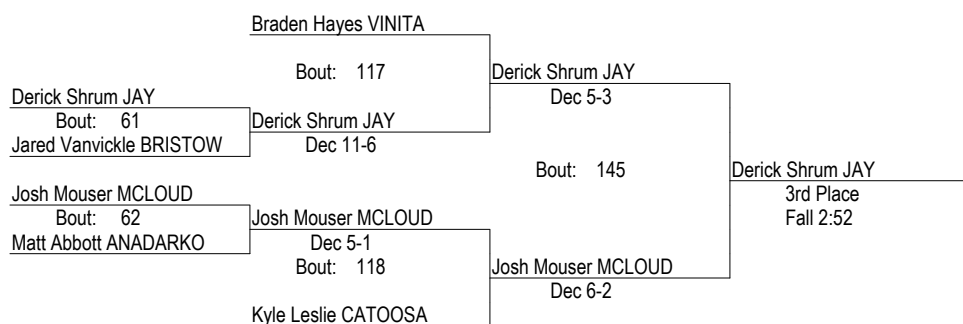 Braden Hayes VINITA
Bout: 117
Derick Shrum JAY
Dec 5-3
Derick Shrum JAY
Bout: 61
Jared Vanvickle BRISTOW
Derick Shrum JAY
Dec 11-6
Bout: 145
Derick Shrum JAY
3rd Place
Fall 2:52
Josh Mouser MCLOUD
Bout: 62
Matt Abbott ANADARKO
Josh Mouser MCLOUD
Dec 5-1
Bout: 118
Josh Mouser MCLOUD
Dec 6-2
Kyle Leslie CATOOSA